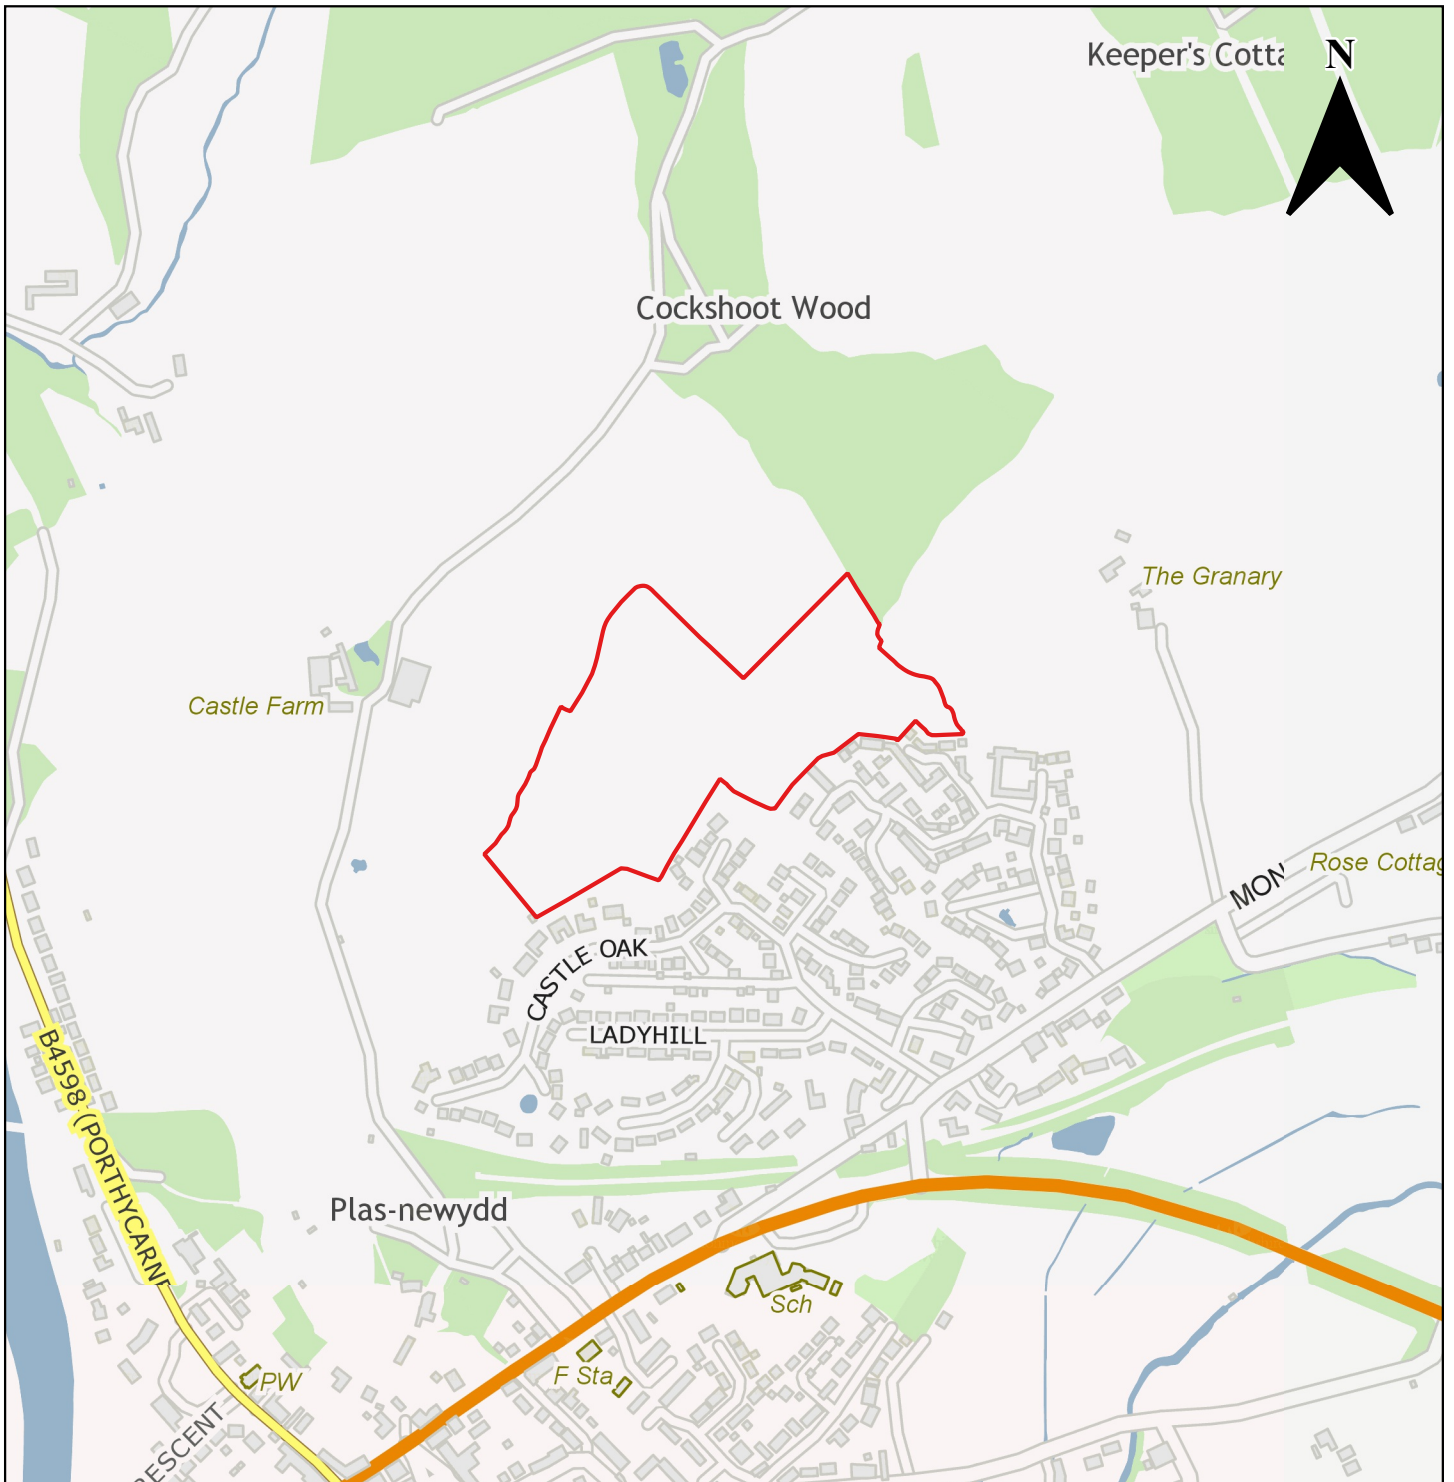 Keeper's Cotta
N
Cockshoot Wood
The Granary
Castle Farm
MON
Rose Cottag
CASTLE OAK
LADYHILL
B4598 (PORTHYCARNE
Plas-newydd
Sch
F Sta
PW
RESCENT